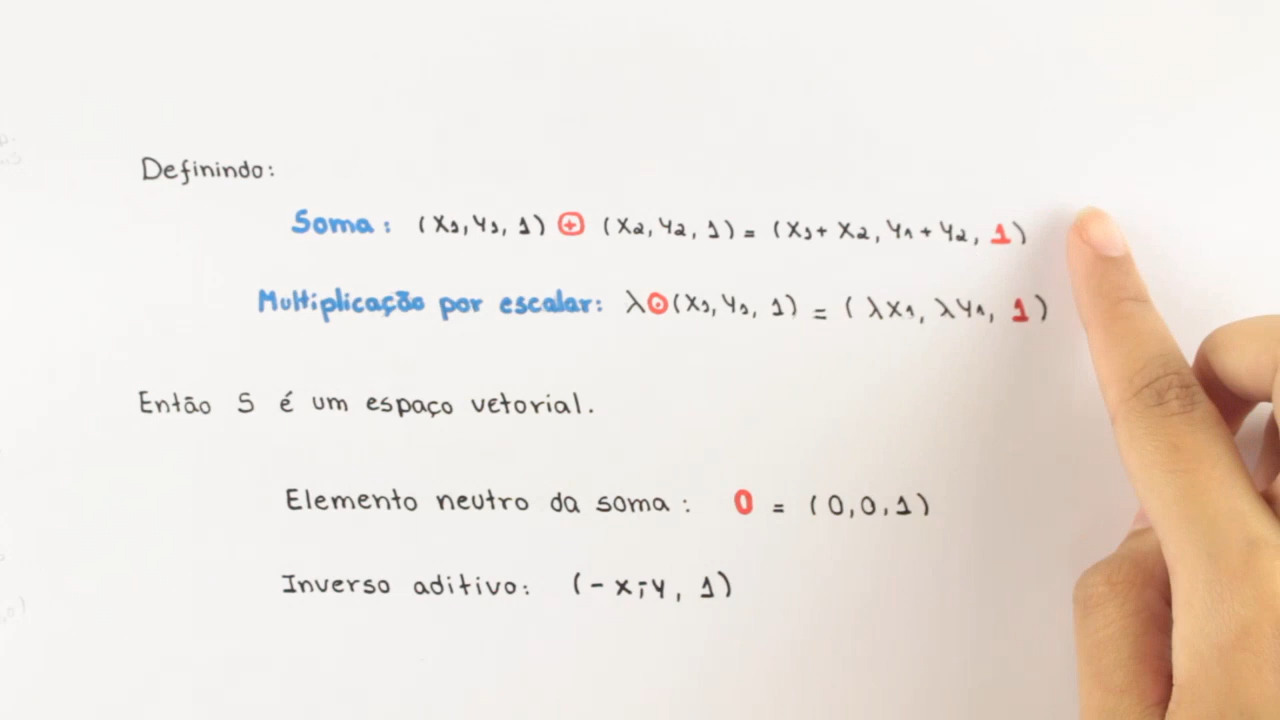 Definindo:
Soma: (x₁, y₁, 1) ⊕ (x₂, y₂, 1) = (x₁ + x₂, y₁ + y₂, 1)
Multiplicação por escalar: λ⊙(x₁, y₁, 1) = (λx₁, λy₁, 1)
Então S é um espaço vetorial.
Elemento neutro da soma: 0 = (0,0,1)
Inverso aditivo: (-x,-y, 1)